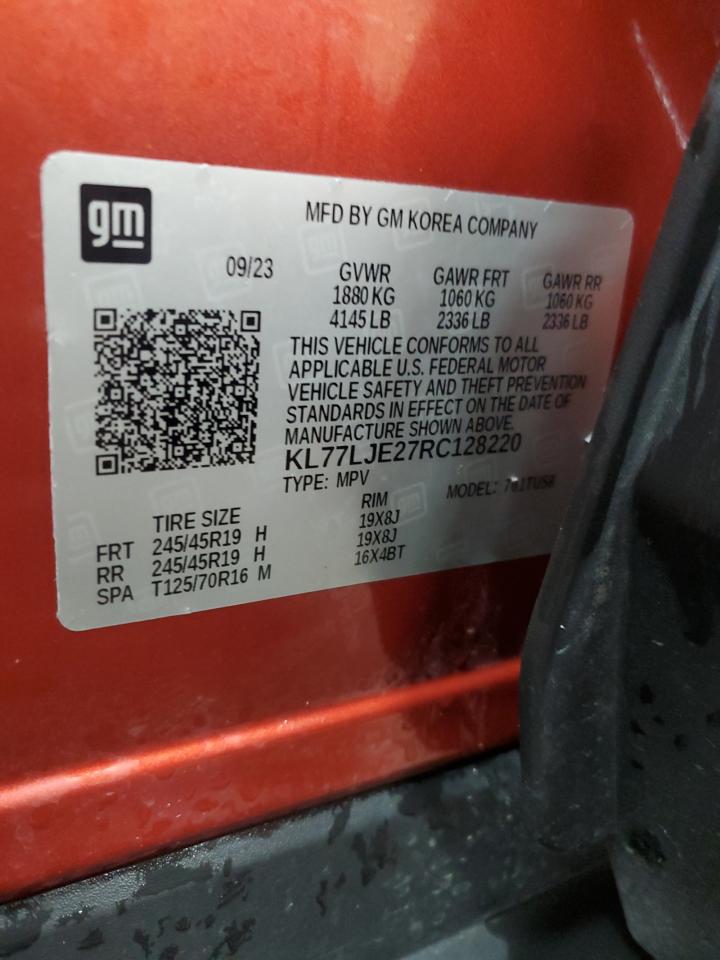 gm
MFD BY GM KOREA COMPANY
09/23
GVWR GAWR FRT GAWR RR
1880 KG 1060 KG 1060 KG
4145 LB 2336 LB 2336 LB
THIS VEHICLE CONFORMS TO ALL
APPLICABLE U.S. FEDERAL MOTOR
VEHICLE SAFETY AND THEFT PREVENTION
STANDARDS IN EFFECT ON THE DATE OF
MANUFACTURE SHOWN ABOVE.
KL77LJE27RC128220
TYPE: MPV MODEL:
TIRE SIZE RIM
FRT 245/45R19 H 19X8J
RR 245/45R19 H 19X8J
SPA T125/70R16 M 16X4BT